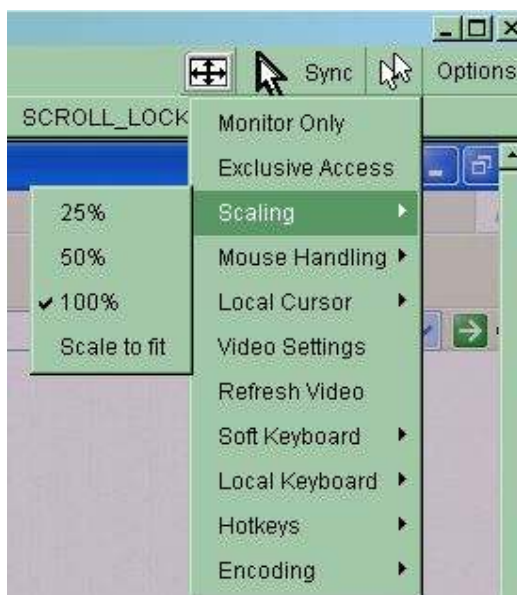 Sync Options
SCROLL_LOCK
Monitor Only
Exclusive Access
Scaling
Mouse Handling
Local Cursor
Video Settings
Refresh Video
Soft Keyboard
Local Keyboard
Hotkeys
Encoding
25%
50%
100%
Scale to fit